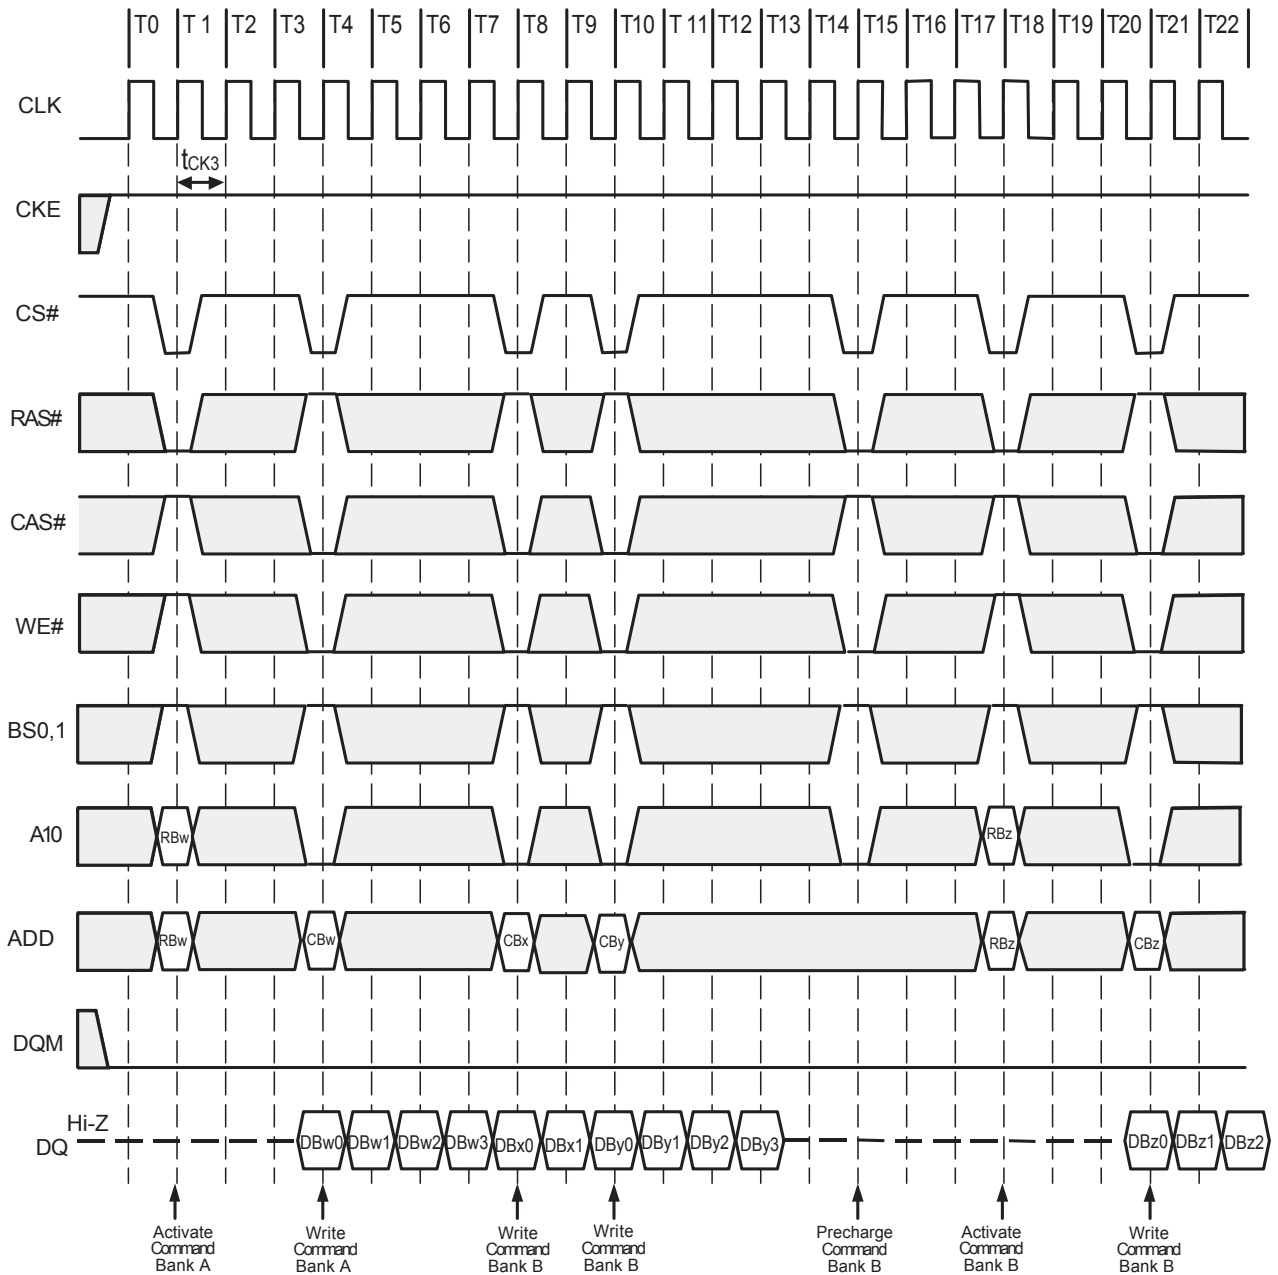 T0 T 1 T2 T3 T4 T5 T6 T7 T8 T9 T10 T 11 T12 T13 T14 T15 T16 T17 T18 T19 T20 T21 T22
CLK
tCK3
CKE
CS#
RAS#
CAS#
WE#
BS0,1
A10 RBw RBz
ADD RBw CBw CBx CBy RBz CBz
DQM
Hi-Z
DQ DBw0 DBw1 DBw2 DBw3 DBx0 DBx1 DBy0 DBy1 DBy2 DBy3 DBz0 DBz1 DBz2
Activate
Command
Bank A
Write
Command
Bank A
Write
Command
Bank B
Write
Command
Bank B
Precharge
Command
Bank B
Activate
Command
Bank B
Write
Command
Bank B